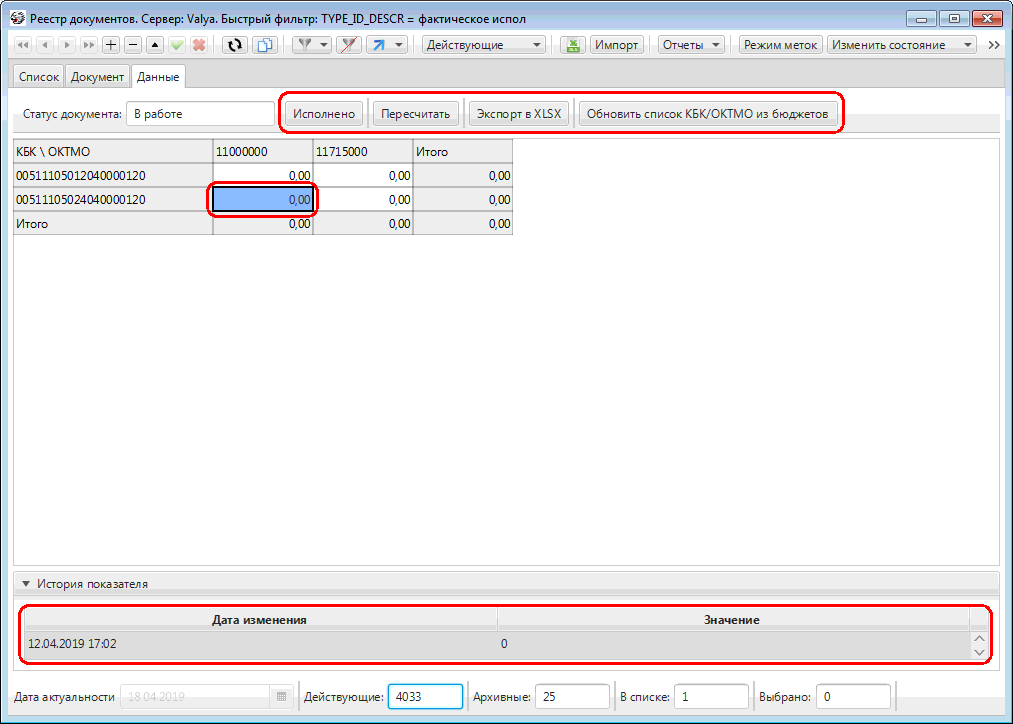 Реестр документов. Сервер: Valya. Быстрый фильтр: TYPE_ID_DESCR = фактическое испол
Действующие Импорт Отчеты Режим меток Изменить состояние
Список Документ Данные
Статус документа: В работе Исполнено Пересчитать Экспорт в XLSX Обновить список КБК/ОКТМО из бюджетов
КБК \ ОКТМО 11000000 11715000 Итого
00511105012040000120 0,00 0,00 0,00
00511105024040000120 0,00 0,00 0,00
Итого 0,00 0,00 0,00
История показателя
Дата изменения Значение
12.04.2019 17:02 0
Дата актуальности 18.04.2019 Действующие: 4033 Архивные: 25 В списке: 1 Выбрано: 0